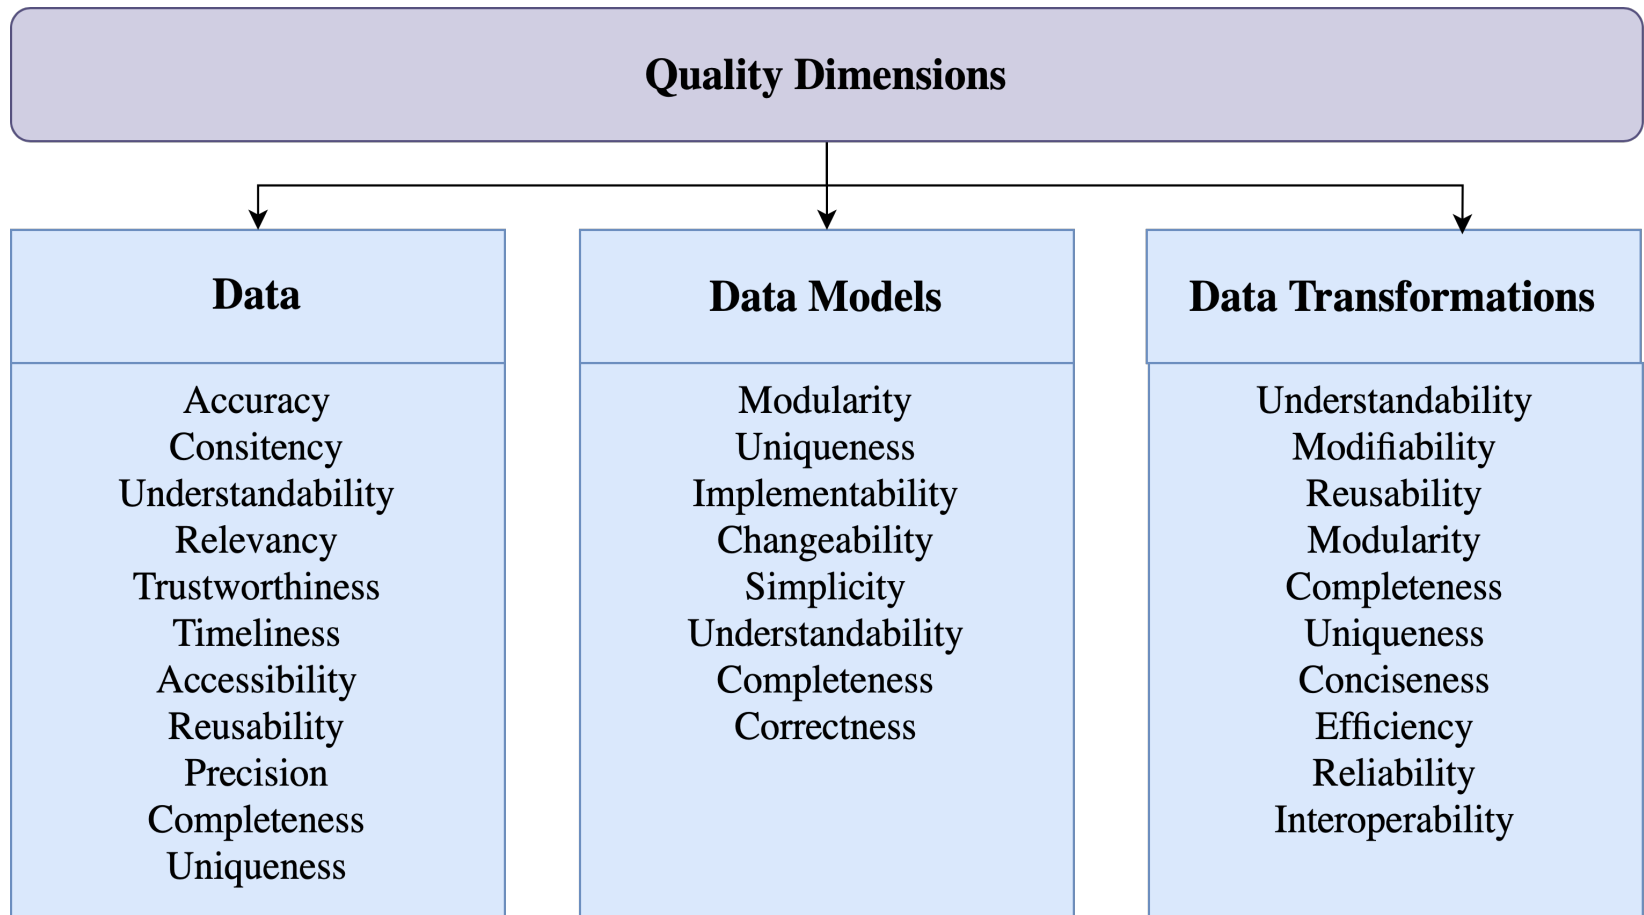 Quality Dimensions
Data
Accuracy
Consitency
Understandability
Relevancy
Trustworthiness
Timeliness
Accessibility
Reusability
Precision
Completeness
Uniqueness
Data Models
Modularity
Uniqueness
Implementability
Changeability
Simplicity
Understandability
Completeness
Correctness
Data Transformations
Understandability
Modifiability
Reusability
Modularity
Completeness
Uniqueness
Conciseness
Efficiency
Reliability
Interoperability